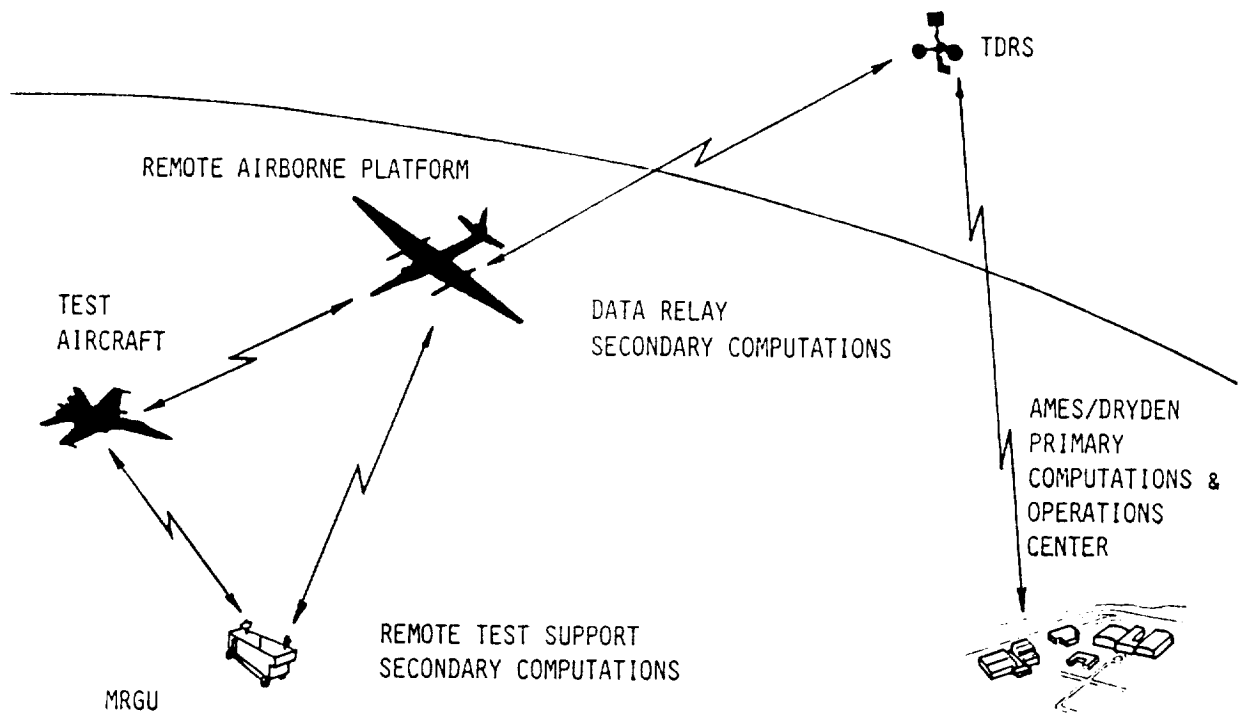 TDRS
REMOTE AIRBORNE PLATFORM
TEST
AIRCRAFT
DATA RELAY
SECONDARY COMPUTATIONS
AMES/DRYDEN
PRIMARY
COMPUTATIONS &
OPERATIONS
CENTER
REMOTE TEST SUPPORT
SECONDARY COMPUTATIONS
MRGU